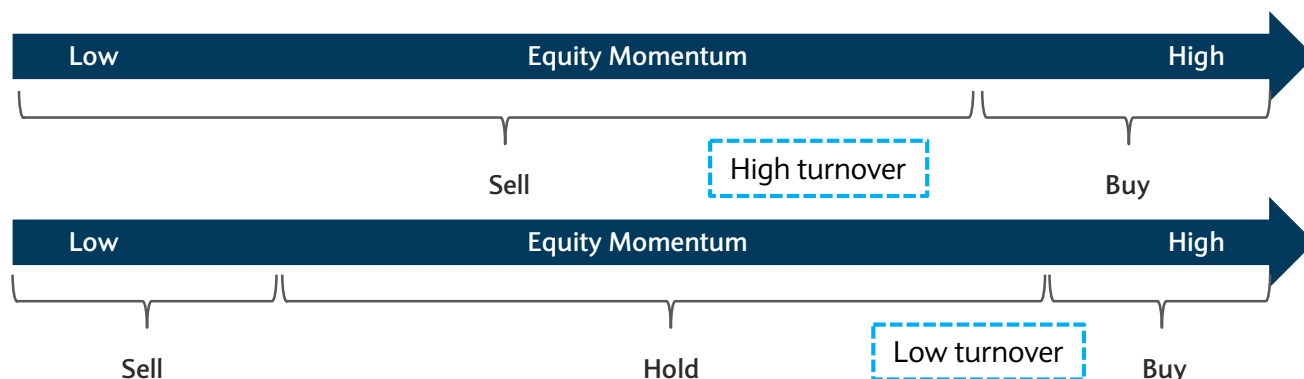 Low Equity Momentum High
High turnover
Sell Buy
Low Equity Momentum High
Low turnover
Sell Hold Buy